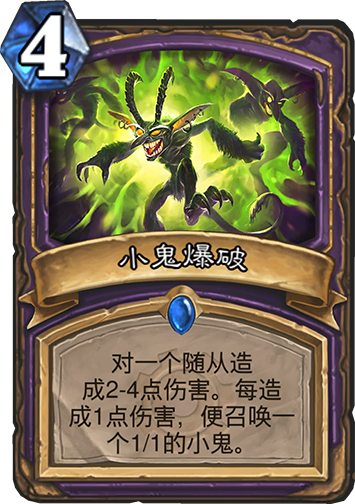 4
小鬼爆破
对一个随从造
成2-4点伤害。每造
成1点伤害，便召唤一
个1/1的小鬼。